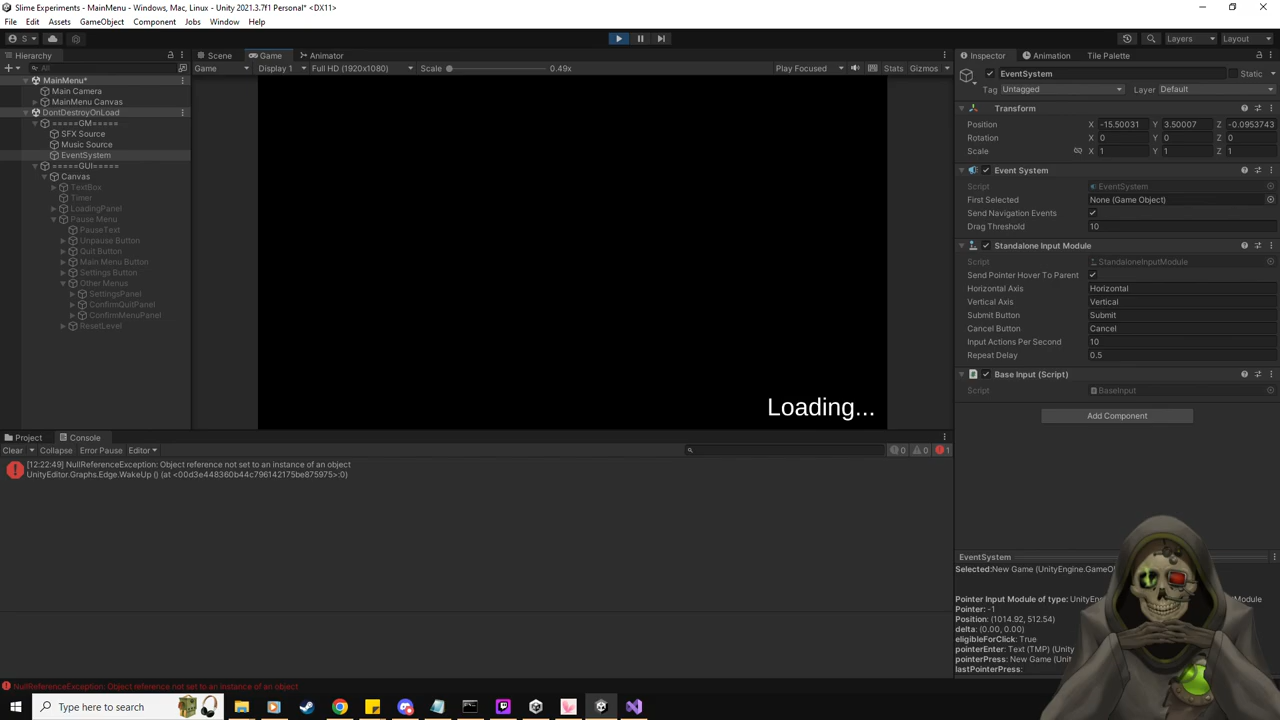 Slime Experiments - MainMenu - Windows, Mac, Linux - Unity 2021.3.7f1 Personal* <DX11>
File Edit Assets GameObject Component Jobs Window Help
S
Layers Layout
Hierarchy
All
MainMenu*
Main Camera
MainMenu Canvas
DontDestroyOnLoad
=====GM=====
SFX Source
Music Source
EventSystem
=====GUI=====
Canvas
TextBox
Timer
LoadingPanel
Pause Menu
PauseText
Unpause Button
Quit Button
Main Menu Button
Settings Button
Other Menus
SettingsPanel
ConfirmQuitPanel
ConfirmMenuPanel
ResetLevel
Scene Game Animator
Game Display 1 Full HD (1920x1080) Scale 0.49x Play Focused Stats Gizmos
Loading...
Project Console
Clear Collapse Error Pause Editor 0 0 1
[12:22:49] NullReferenceException: Object reference not set to an instance of an object
UnityEditor.Graphs.Edge.WakeUp () (at <00d3e448360b44c796142175be875975>:0)
Inspector Animation Tile Palette
EventSystem Static
Tag Untagged Layer Default
Transform
Position X -15.50031 Y 3.50007 Z -0.0953743
Rotation X 0 Y 0 Z 0
Scale X 1 Y 1 Z 1
Event System
Script EventSystem
First Selected None (Game Object)
Send Navigation Events
Drag Threshold 10
Standalone Input Module
Script StandaloneInputModule
Send Pointer Hover To Parent
Horizontal Axis Horizontal
Vertical Axis Vertical
Submit Button Submit
Cancel Button Cancel
Input Actions Per Second 10
Repeat Delay 0.5
Base Input (Script)
Script BaseInput
Add Component
EventSystem
Selected:New Game (UnityEngine.GameO
Pointer Input Module of type: UnityEn Module
Pointer: -1
Position: (1014.92, 512.54)
delta: (0.00, 0.00)
eligibleForClick: True
pointerEnter: Text (TMP) (Unity
pointerPress: New Game (Uni
lastPointerPress:
NullReferenceException: Object reference not set to an instance of an object
Type here to search